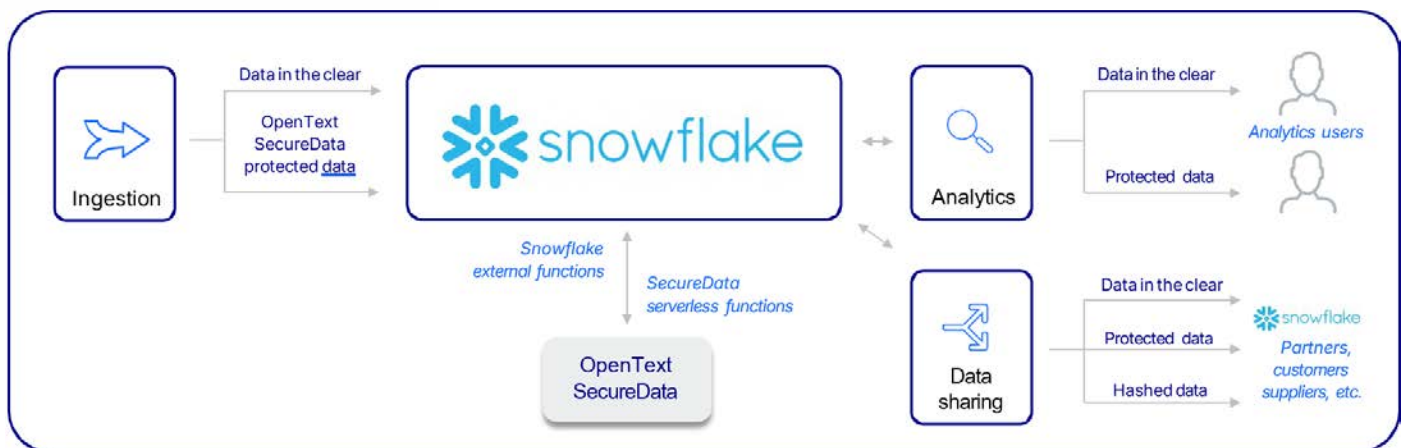 Ingestion
Data in the clear
OpenText
SecureData
protected data
snowflake
Snowflake
external functions
SecureData
serverless functions
OpenText
SecureData
Analytics
Data in the clear
Analytics users
Protected data
Data
sharing
Data in the clear
Protected data
Hashed data
snowflake
Partners,
customers
suppliers, etc.